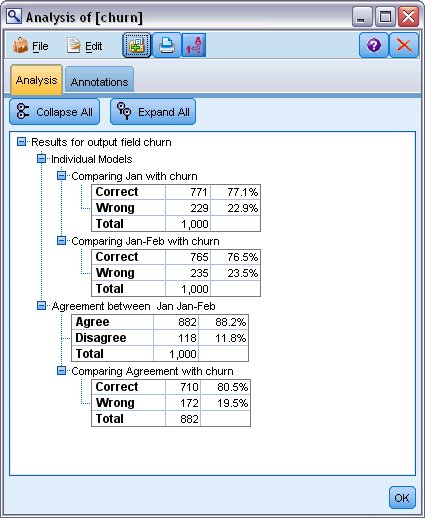 Analysis of [churn]
File Edit
Analysis Annotations
Collapse All Expand All
Results for output field churn
Individual Models
Comparing Jan with churn
Correct 771 77.1%
Wrong 229 22.9%
Total 1,000
Comparing Jan-Feb with churn
Correct 765 76.5%
Wrong 235 23.5%
Total 1,000
Agreement between Jan Jan-Feb
Agree 882 88.2%
Disagree 118 11.8%
Total 1,000
Comparing Agreement with churn
Correct 710 80.5%
Wrong 172 19.5%
Total 882
OK